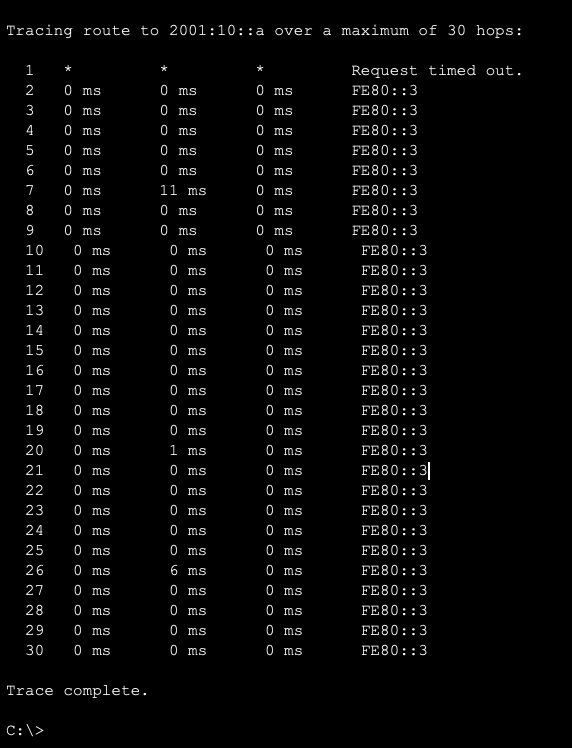 Tracing route to 2001:10::a over a maximum of 30 hops:
1 * * * Request timed out.
2 0 ms 0 ms 0 ms FE80::3
3 0 ms 0 ms 0 ms FE80::3
4 0 ms 0 ms 0 ms FE80::3
5 0 ms 0 ms 0 ms FE80::3
6 0 ms 0 ms 0 ms FE80::3
7 0 ms 11 ms 0 ms FE80::3
8 0 ms 0 ms 0 ms FE80::3
9 0 ms 0 ms 0 ms FE80::3
10 0 ms 0 ms 0 ms FE80::3
11 0 ms 0 ms 0 ms FE80::3
12 0 ms 0 ms 0 ms FE80::3
13 0 ms 0 ms 0 ms FE80::3
14 0 ms 0 ms 0 ms FE80::3
15 0 ms 0 ms 0 ms FE80::3
16 0 ms 0 ms 0 ms FE80::3
17 0 ms 0 ms 0 ms FE80::3
18 0 ms 0 ms 0 ms FE80::3
19 0 ms 0 ms 0 ms FE80::3
20 0 ms 1 ms 0 ms FE80::3
21 0 ms 0 ms 0 ms FE80::3
22 0 ms 0 ms 0 ms FE80::3
23 0 ms 0 ms 0 ms FE80::3
24 0 ms 0 ms 0 ms FE80::3
25 0 ms 0 ms 0 ms FE80::3
26 0 ms 6 ms 0 ms FE80::3
27 0 ms 0 ms 0 ms FE80::3
28 0 ms 0 ms 0 ms FE80::3
29 0 ms 0 ms 0 ms FE80::3
30 0 ms 0 ms 0 ms FE80::3
Trace complete.
C:\>